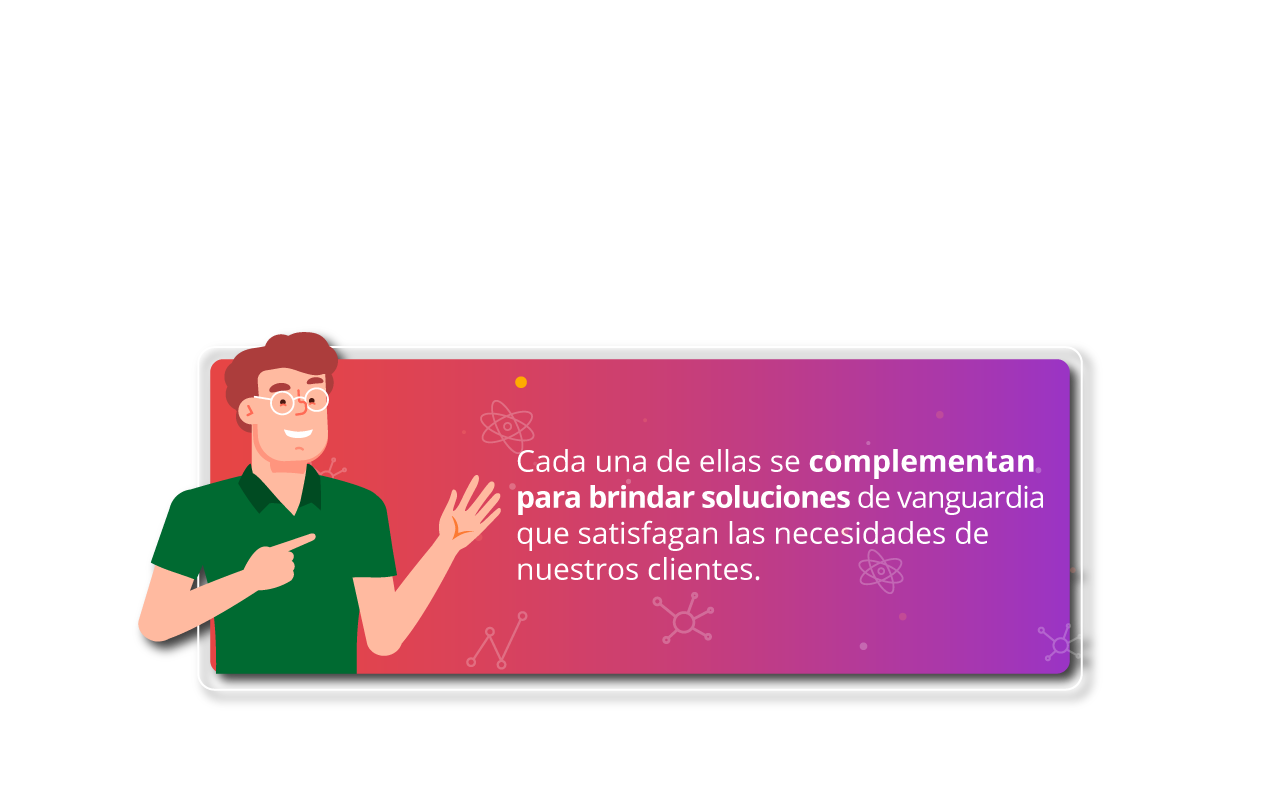 Cada una de ellas se complementan
para brindar soluciones de vanguardia
que satisfagan las necesidades de
nuestros clientes.